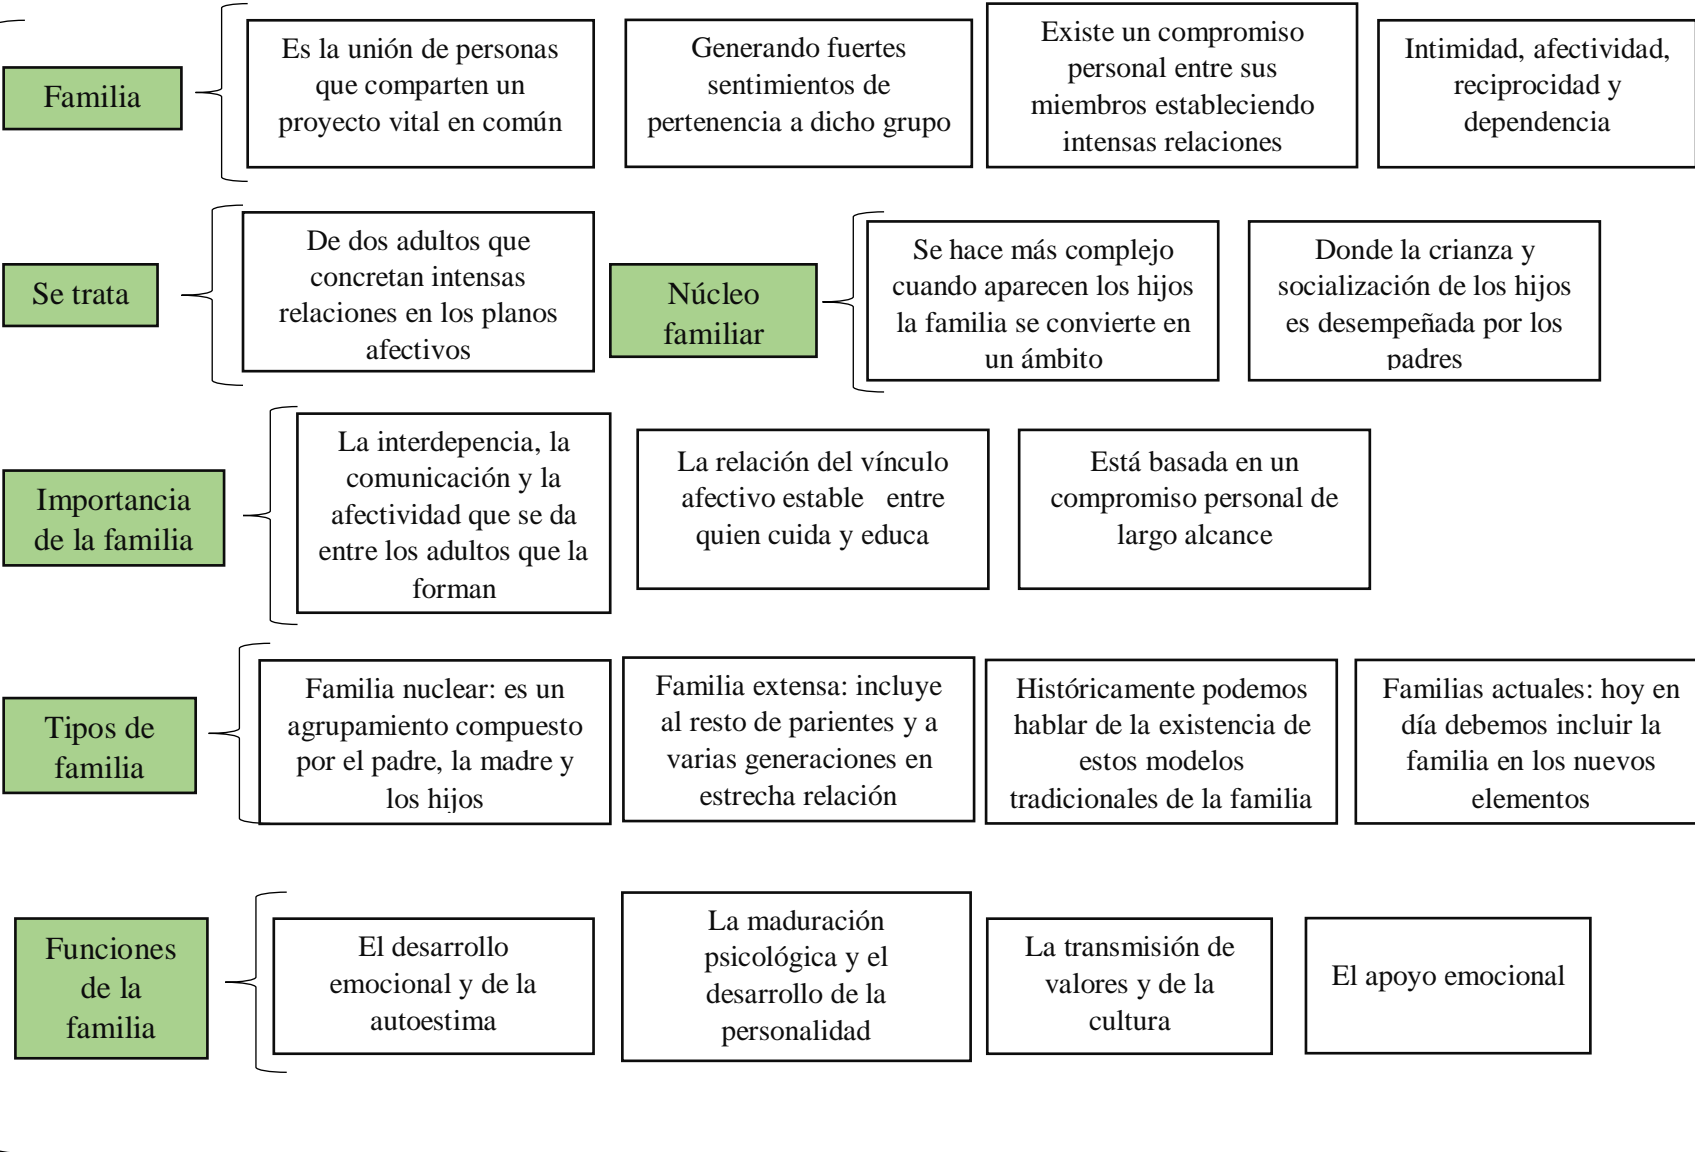 Familia
Es la unión de personas
que comparten un
proyecto vital en común
Generando fuertes
sentimientos de
pertenencia a dicho grupo
Existe un compromiso
personal entre sus
miembros estableciendo
intensas relaciones
Intimidad, afectividad,
reciprocidad y
dependencia
Se trata
De dos adultos que
concretan intensas
relaciones en los planos
afectivos
Núcleo
familiar
Se hace más complejo
cuando aparecen los hijos
la familia se convierte en
un ámbito
Donde la crianza y
socialización de los hijos
es desempeñada por los
padres
Importancia
de la familia
La interdepencia, la
comunicación y la
afectividad que se da
entre los adultos que la
forman
La relación del vínculo
afectivo estable entre
quien cuida y educa
Está basada en un
compromiso personal de
largo alcance
Tipos de
familia
Familia nuclear: es un
agrupamiento compuesto
por el padre, la madre y
los hijos
Familia extensa: incluye
al resto de parientes y a
varias generaciones en
estrecha relación
Históricamente podemos
hablar de la existencia de
estos modelos
tradicionales de la familia
Familias actuales: hoy en
día debemos incluir la
familia en los nuevos
elementos
Funciones
de la
familia
El desarrollo
emocional y de la
autoestima
La maduración
psicológica y el
desarrollo de la
personalidad
La transmisión de
valores y de la
cultura
El apoyo emocional